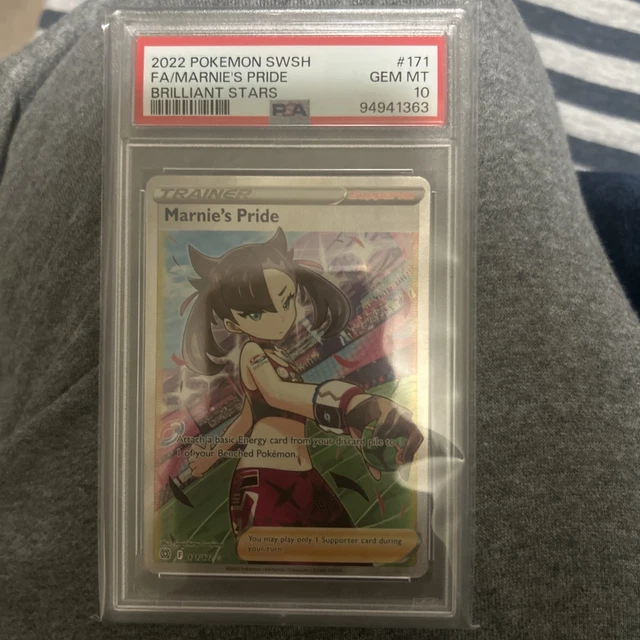 2022 POKEMON SWSH #171
FA/MARNIE'S PRIDE GEM MT
BRILLIANT STARS 10
PSA 94941363
TRAINER
Marnie's Pride
Attach a basic Energy card from your discard pile to
1 of your Benched Pokémon.
You may play only 1 Supporter card during
your turn.